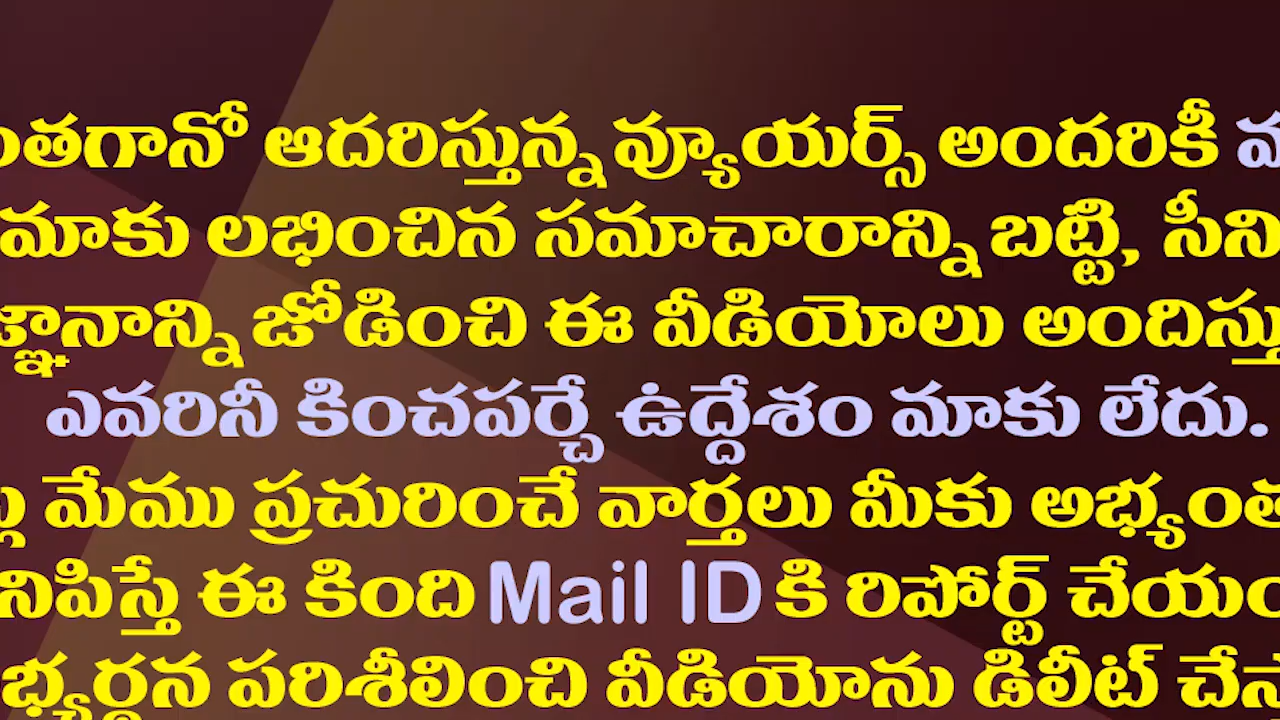 ంతగానో ఆదరిస్తున్న వ్యూయర్స్ అందరికీ
మాకు లభించిన సమాచారాన్ని బట్టి, సీని
జ్ఞానాన్ని జోడించి ఈ వీడియోలు అందిస్తు
ఎవరినీ కించపర్చే ఉద్దేశం మాకు లేదు.
మేము ప్రచురించే వార్తలు మీకు అభ్యంత
నిపిస్తే ఈ కింది Mail ID కి రిపోర్ట్ చేయం
భ్యర్థన పరిశీలించి వీడియోను డిలీట్ చేస